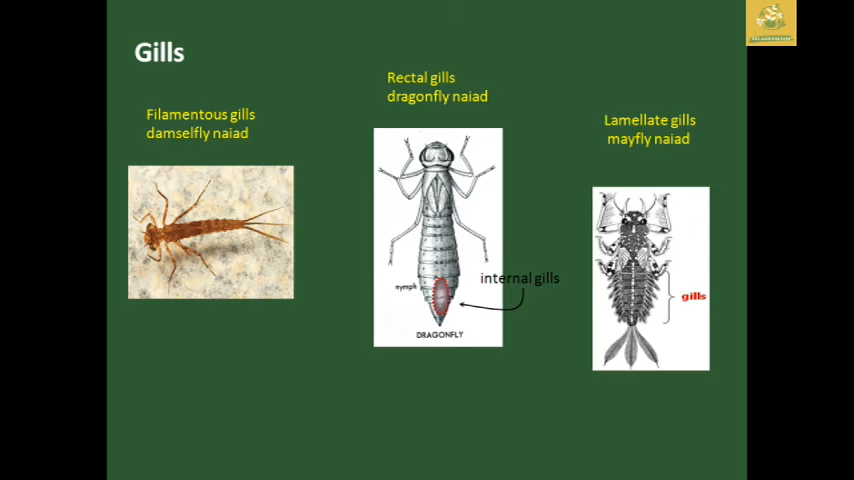 Gills
Filamentous gills
damselfly naiad
Rectal gills
dragonfly naiad
nymph
internal gills
DRAGONFLY
Lamellate gills
mayfly naiad
gills